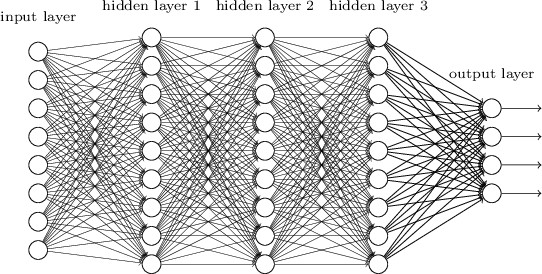 input layer
hidden layer 1
hidden layer 2
hidden layer 3
output layer